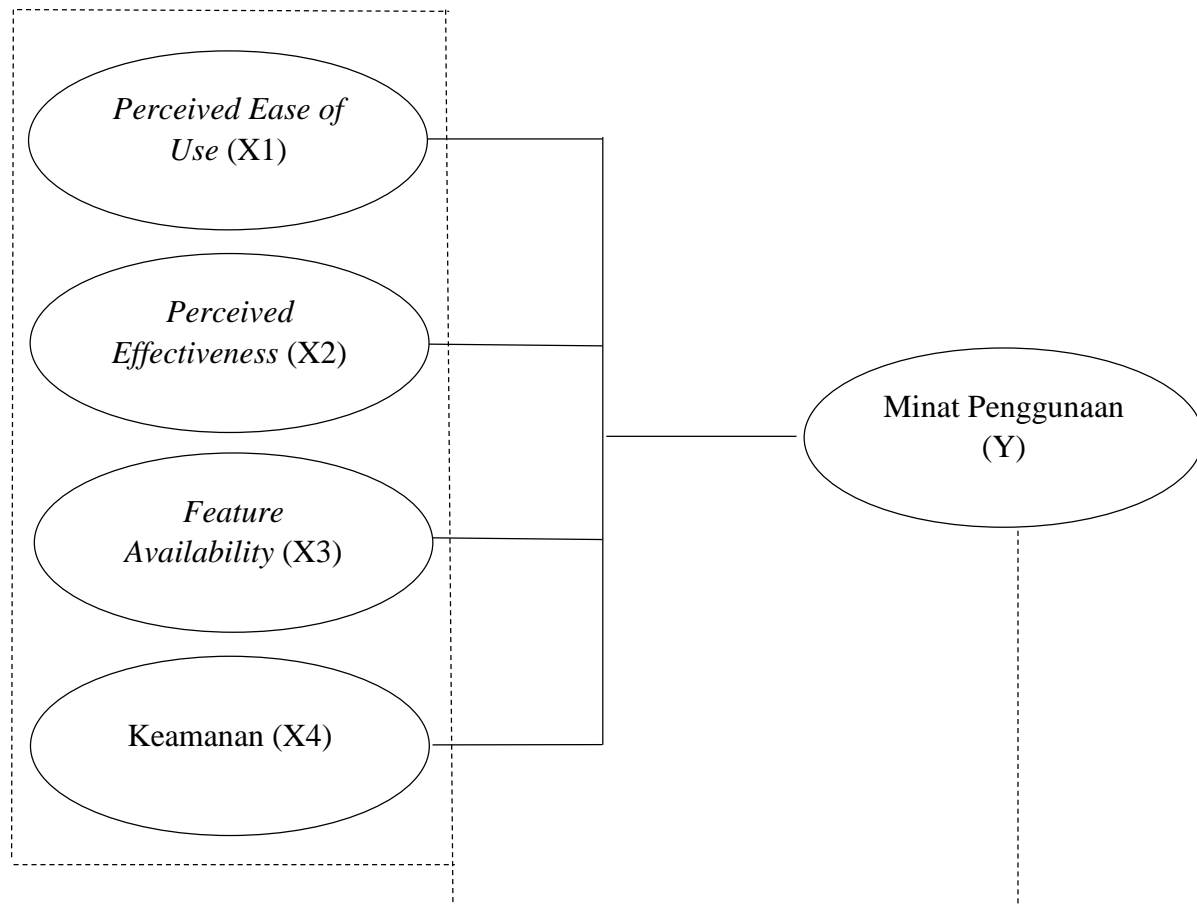 Perceived Ease of
Use (X1)
Perceived
Effectiveness (X2)
Feature
Availability (X3)
Keamanan (X4)
Minat Penggunaan
(Y)